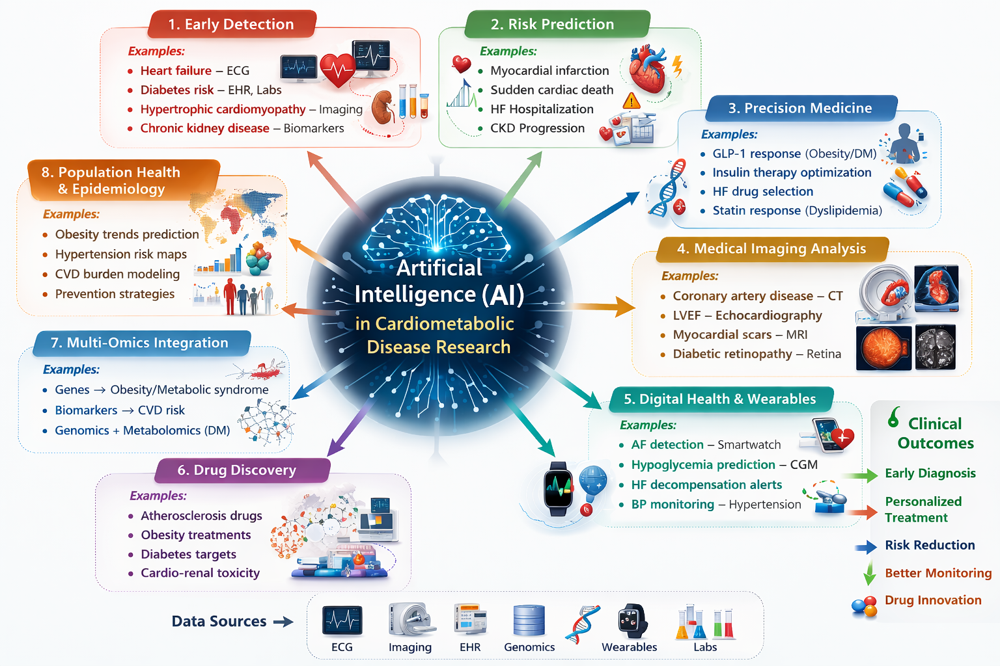 1. Early Detection
Examples:
• Heart failure – ECG
• Diabetes risk – EHR, Labs
• Hypertrophic cardiomyopathy – Imaging
• Chronic kidney disease – Biomarkers
2. Risk Prediction
Examples:
• Myocardial infarction
• Sudden cardiac death
• HF Hospitalization
• CKD Progression
3. Precision Medicine
Examples:
• GLP-1 response (Obesity/DM)
• Insulin therapy optimization
• HF drug selection
• Statin response (Dyslipidemia)
4. Medical Imaging Analysis
Examples:
• Coronary artery disease – CT
• LVEF – Echocardiography
• Myocardial scars – MRI
• Diabetic retinopathy – Retina
5. Digital Health & Wearables
Examples:
• AF detection – Smartwatch
• Hypoglycemia prediction – CGM
• HF decompensation alerts
• BP monitoring – Hypertension
6. Drug Discovery
Examples:
• Atherosclerosis drugs
• Obesity treatments
• Diabetes targets
• Cardio-renal toxicity
7. Multi-Omics Integration
Examples:
• Genes → Obesity/Metabolic syndrome
• Biomarkers → CVD risk
• Genomics + Metabolomics (DM)
8. Population Health
& Epidemiology
Examples:
• Obesity trends prediction
• Hypertension risk maps
• CVD burden modeling
• Prevention strategies
Artificial
Intelligence (AI)
in Cardiometabolic
Disease Research
Clinical
Outcomes
Early Diagnosis
Personalized
Treatment
Risk Reduction
Better Monitoring
Drug Innovation
Data Sources →
ECG
Imaging
EHR
Genomics
Wearables
Labs